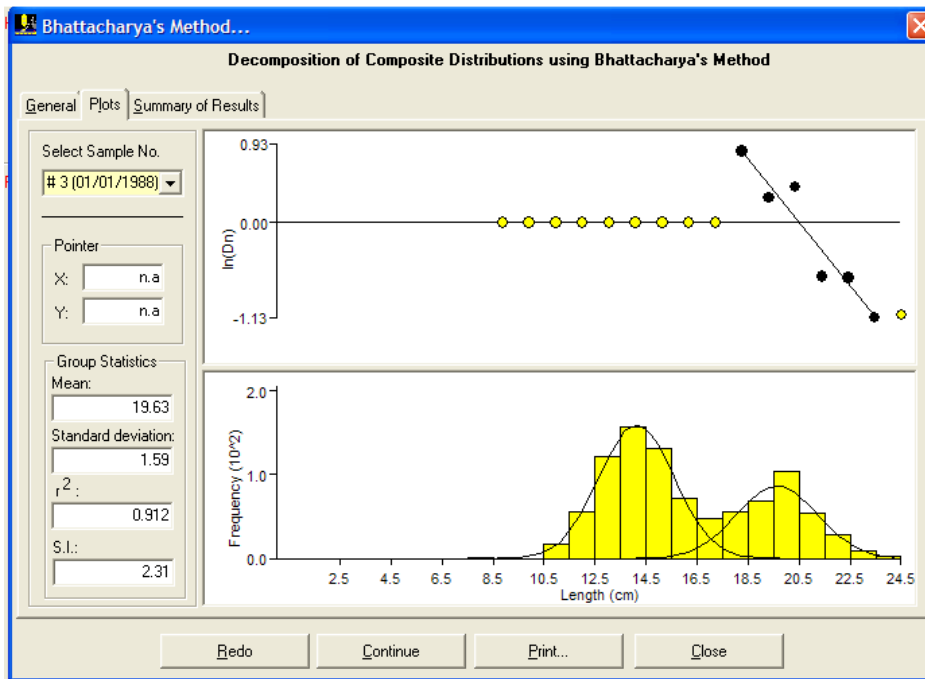 Bhattacharya's Method...
Decomposition of Composite Distributions using Bhattacharya's Method
General Plots Summary of Results
Select Sample No.
# 3 (01/01/1988)
Pointer
X: n.a
Y: n.a
Group Statistics
Mean:
19.63
Standard deviation:
1.59
r 2 :
0.912
S.I.:
2.31
0.93
0.00
-1.13
ln(Dn)
2.0
1.0
0.0
Frequency (10^2)
2.5 4.5 6.5 8.5 10.5 12.5 14.5 16.5 18.5 20.5 22.5 24.5
Length (cm)
Redo Continue Print... Close